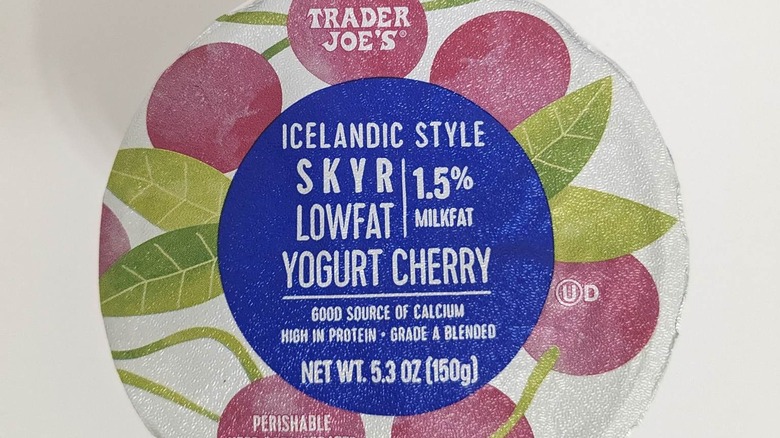 TRADER
JOE'S®
ICELANDIC STYLE
SKYR
LOWFAT
1.5%
MILKFAT
YOGURT CHERRY
GOOD SOURCE OF CALCIUM
HIGH IN PROTEIN • GRADE A BLENDED
NET WT. 5.3 OZ (150g)
UD
PERISHABLE